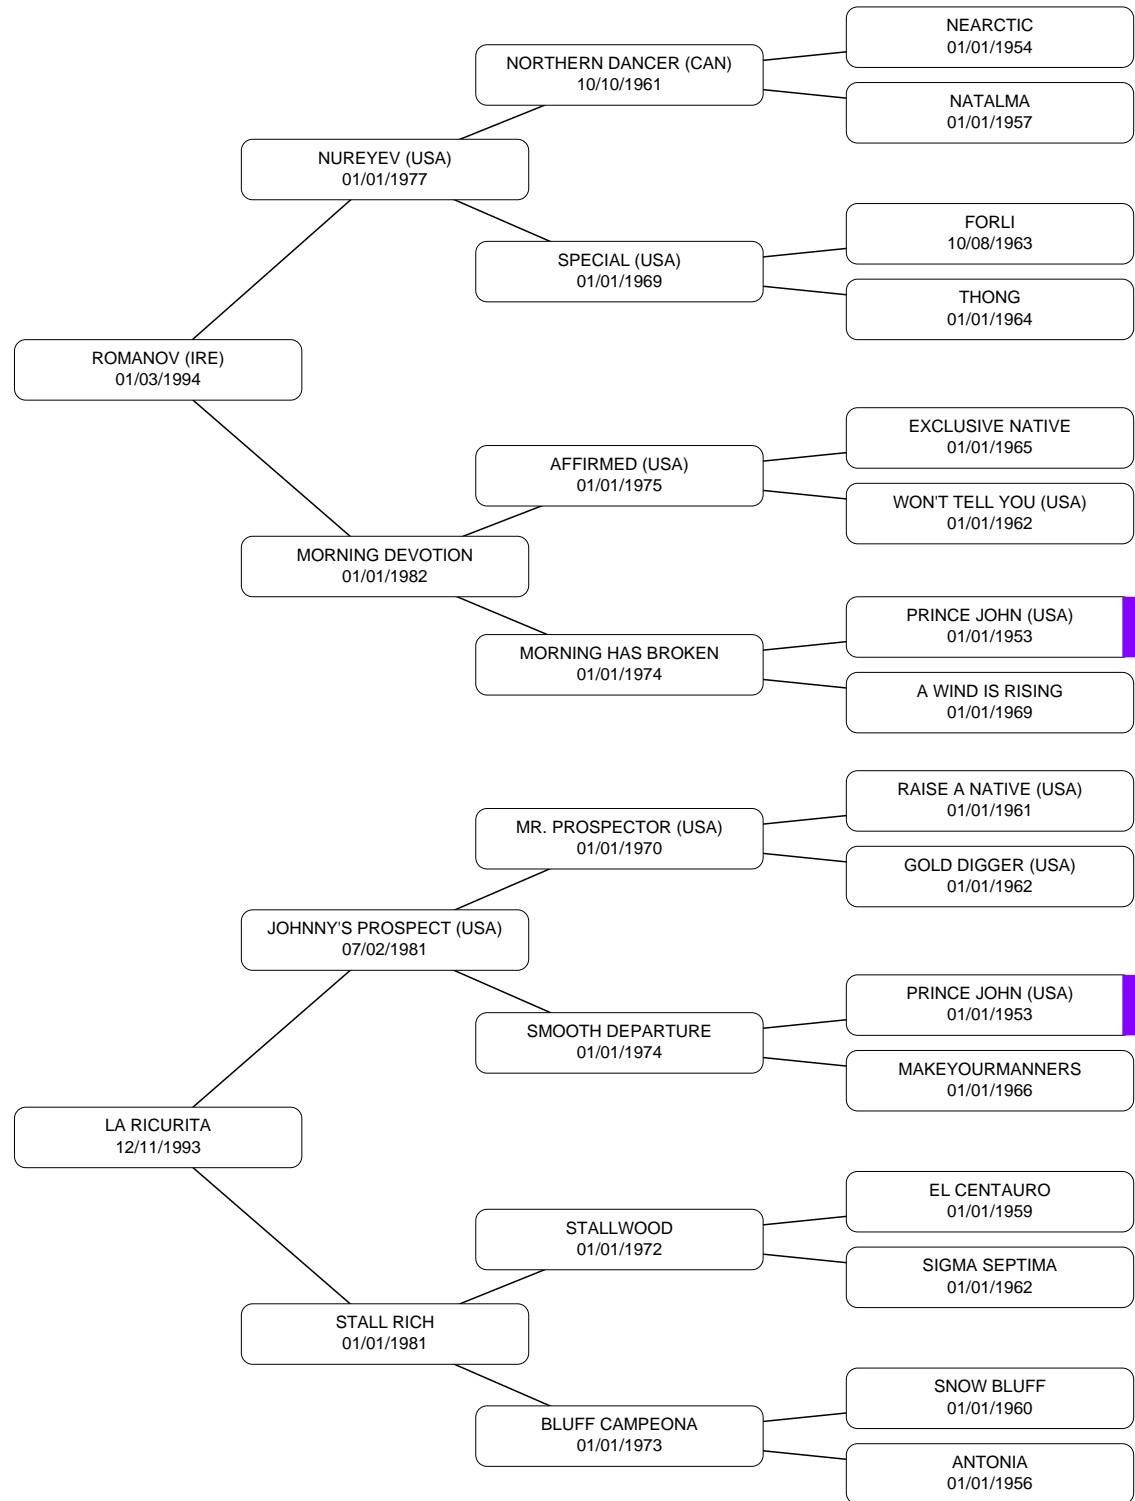 NEARCTIC
01/01/1954
NORTHERN DANCER (CAN)
10/10/1961
NATALMA
01/01/1957
NUREYEV (USA)
01/01/1977
FORLI
10/08/1963
SPECIAL (USA)
01/01/1969
THONG
01/01/1964
ROMANOV (IRE)
01/03/1994
EXCLUSIVE NATIVE
01/01/1965
AFFIRMED (USA)
01/01/1975
WON'T TELL YOU (USA)
01/01/1962
MORNING DEVOTION
01/01/1982
PRINCE JOHN (USA)
01/01/1953
MORNING HAS BROKEN
01/01/1974
A WIND IS RISING
01/01/1969
RAISE A NATIVE (USA)
01/01/1961
MR. PROSPECTOR (USA)
01/01/1970
GOLD DIGGER (USA)
01/01/1962
JOHNNY'S PROSPECT (USA)
07/02/1981
PRINCE JOHN (USA)
01/01/1953
SMOOTH DEPARTURE
01/01/1974
MAKEYOURMANNERS
01/01/1966
LA RICURITA
12/11/1993
EL CENTAURO
01/01/1959
STALLWOOD
01/01/1972
SIGMA SEPTIMA
01/01/1962
STALL RICH
01/01/1981
SNOW BLUFF
01/01/1960
BLUFF CAMPEONA
01/01/1973
ANTONIA
01/01/1956